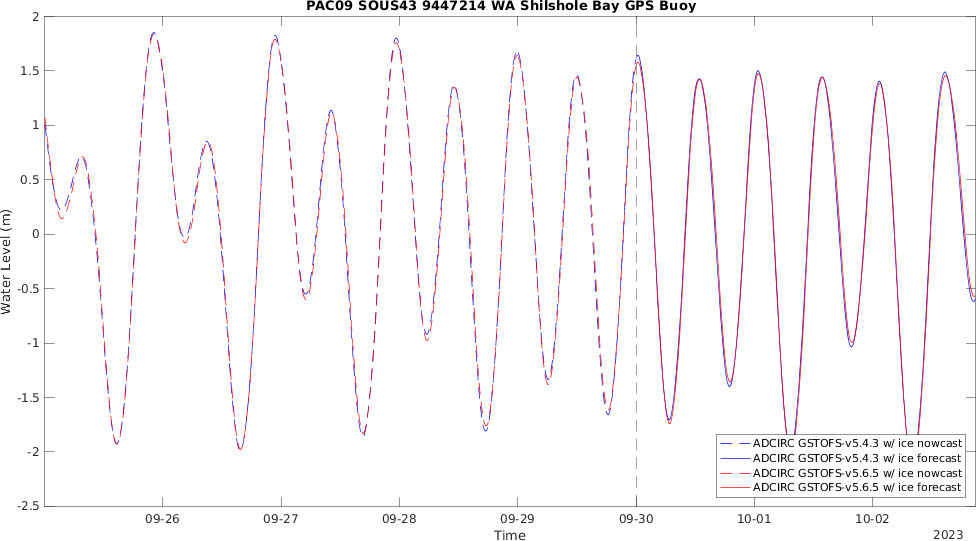 PAC09 SOUS43 9447214 WA Shilshole Bay GPS Buoy
2
1.5
1
0.5
0
-0.5
-1
-1.5
-2
-2.5
Water Level (m)
09-26
09-27
09-28
09-29
09-30
10-01
10-02
Time
2023
ADCIRC GSTOFS-v5.4.3 w/ ice nowcast
ADCIRC GSTOFS-v5.4.3 w/ ice forecast
ADCIRC GSTOFS-v5.6.5 w/ ice nowcast
ADCIRC GSTOFS-v5.6.5 w/ ice forecast